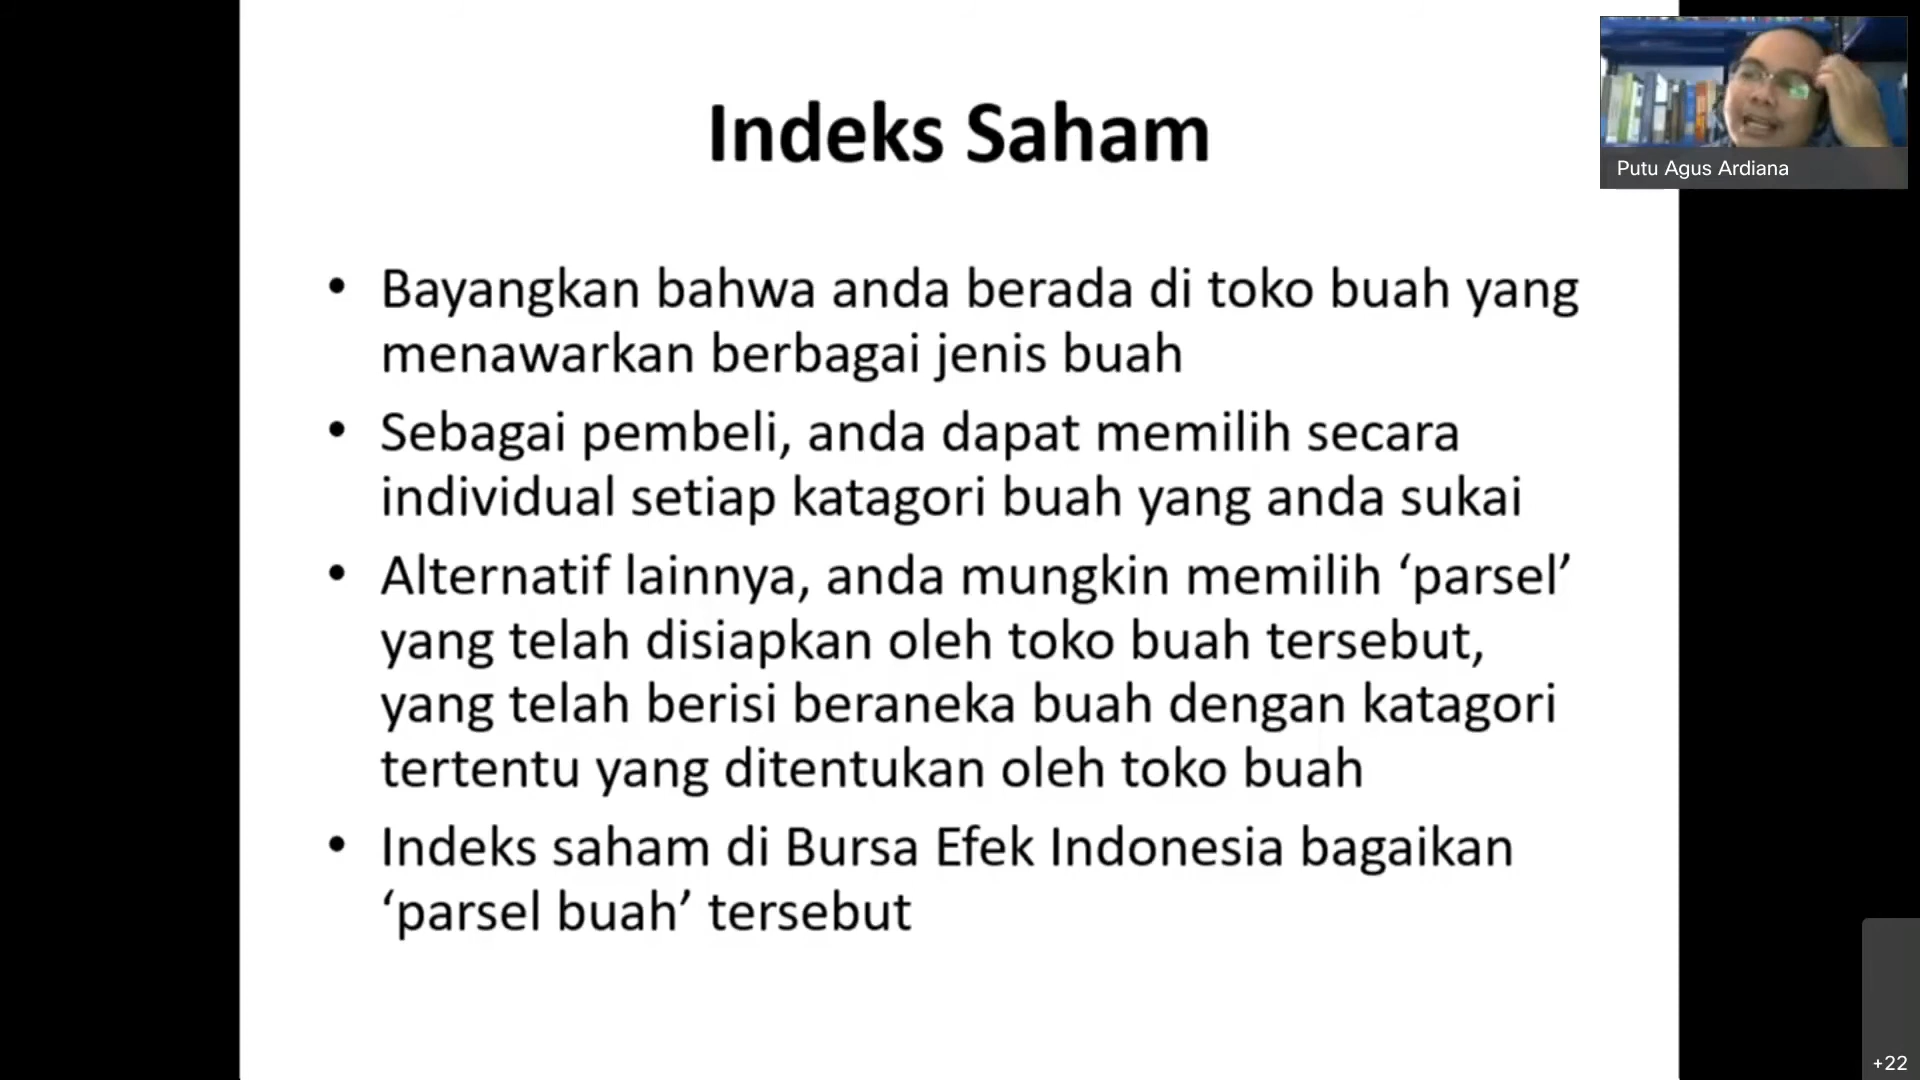 Indeks Saham
Putu Agus Ardiana
• Bayangkan bahwa anda berada di toko buah yang
menawarkan berbagai jenis buah
• Sebagai pembeli, anda dapat memilih secara
individual setiap katagori buah yang anda sukai
• Alternatif lainnya, anda mungkin memilih ‘parsel’
yang telah disiapkan oleh toko buah tersebut,
yang telah berisi beraneka buah dengan katagori
tertentu yang ditentukan oleh toko buah
• Indeks saham di Bursa Efek Indonesia bagaikan
‘parsel buah’ tersebut
+22